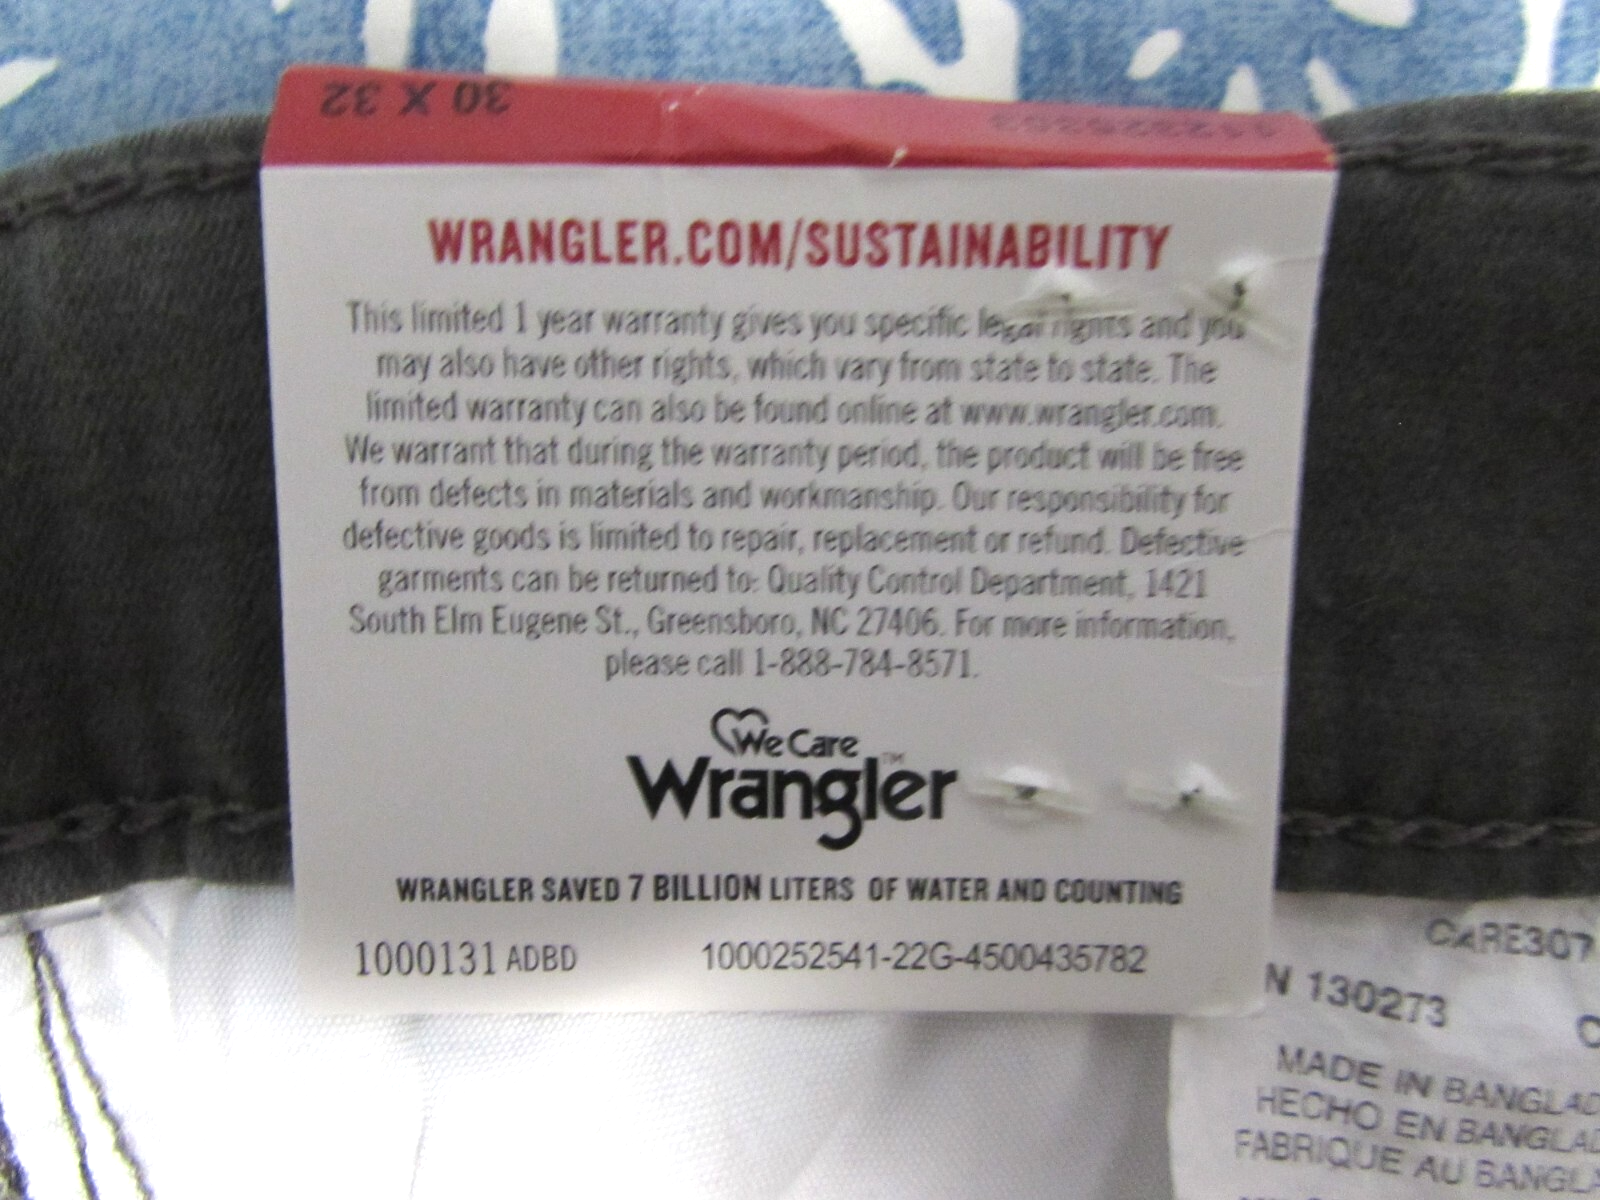 30 X 32
WRANGLER.COM/SUSTAINABILITY
This limited 1 year warranty gives you specific legal rights and you
may also have other rights, which vary from state to state. The
limited warranty can also be found online at www.wrangler.com.
We warrant that during the warranty period, the product will be free
from defects in materials and workmanship. Our responsibility for
defective goods is limited to repair, replacement or refund. Defective
garments can be returned to: Quality Control Department, 1421
South Elm Eugene St., Greensboro, NC 27406. For more information,
please call 1-888-784-8571.
We Care
Wrangler™
WRANGLER SAVED 7 BILLION LITERS OF WATER AND COUNTING
1000131 ADBD 1000252541-22G-4500435782
CARE307
N 130273 C
MADE IN BANGLAD
HECHO EN BANGLAD
FABRIQUE AU BANGLA